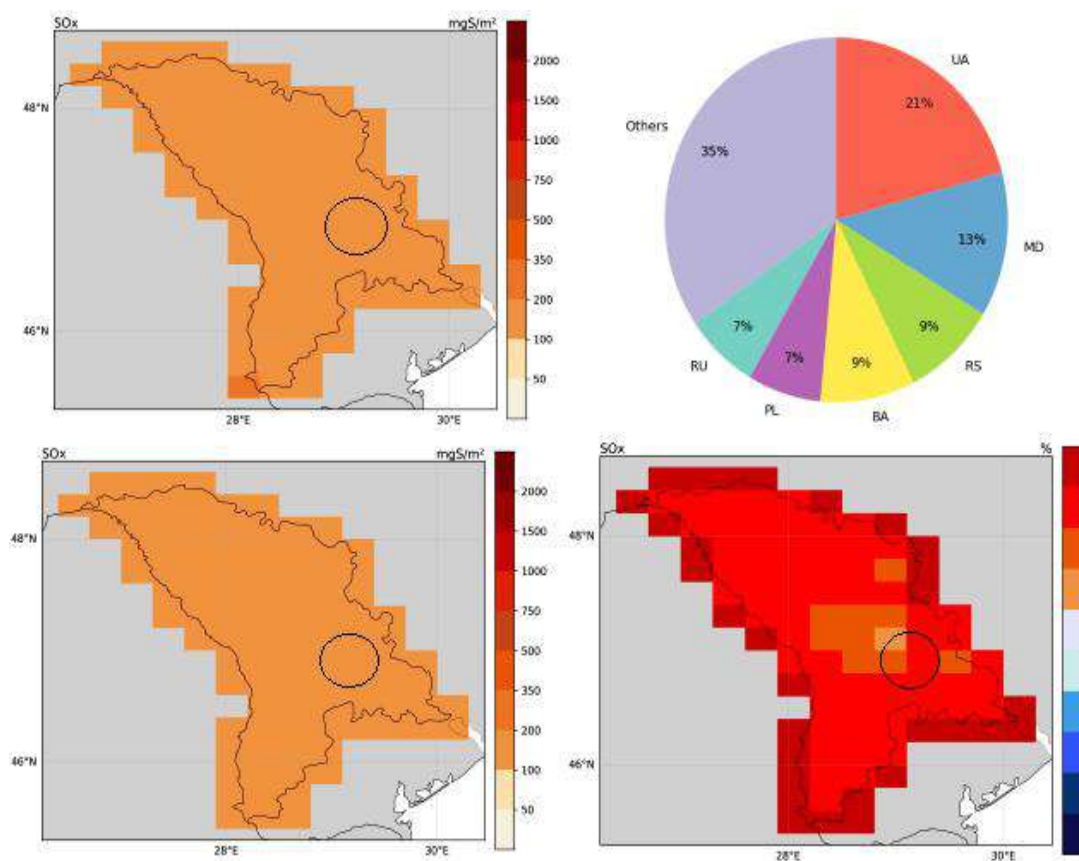 SOx mgS/m²
2000
1500
1000
750
500
350
200
100
50
48°N
46°N
28°E 30°E
UA
21%
Others
35%
13%
MD
7%
7%
9%
9%
RU
PL
BA
RS
SOx mgS/m²
2000
1500
1000
750
500
350
200
100
50
48°N
46°N
28°E 30°E
SOx %
48°N
46°N
28°E 30°E